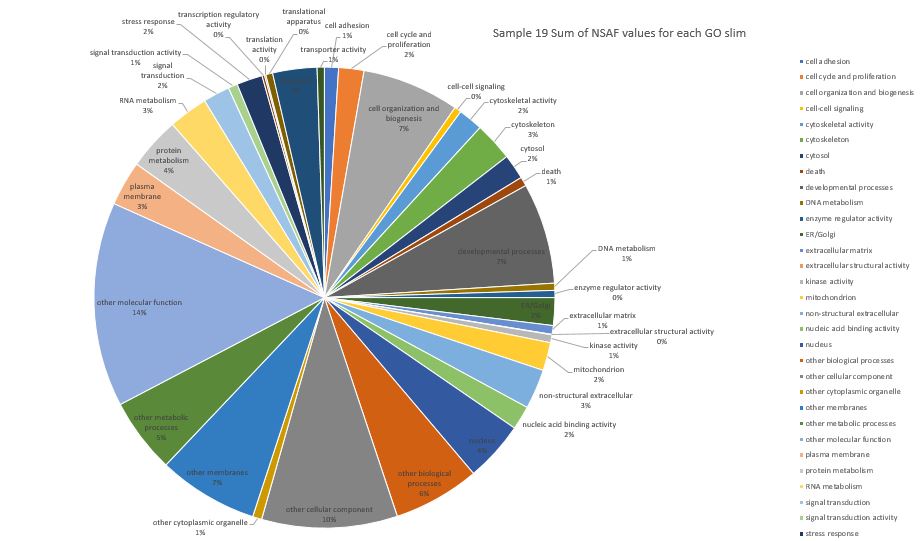 Sample 19 Sum of NSAF values for each GO slim
translational
apparatus
0%
transcription regulatory
activity
0%
stress response
2%
cell adhesion
1%
cell cycle and
proliferation
2%
translation
activity
0%
transporter activity
1%
signal transduction activity
1%
signal
transduction
2%
RNA metabolism
3%
cell organization and
biogenesis
7%
cell-cell signaling
0%
cytoskeletal activity
2%
cytoskeleton
3%
cytosol
2%
death
1%
protein
metabolism
4%
plasma
membrane
3%
developmental processes
7%
DNA metabolism
1%
enzyme regulator activity
0%
ER/Golgi
extracellular matrix
1%
extracellular structural activity
0%
kinase activity
1%
mitochondrion
2%
non-structural extracellular
3%
nucleic acid binding activity
2%
nucleus
4%
other biological
processes
6%
other cellular component
10%
other cytoplasmic organelle
1%
other membranes
7%
other metabolic
processes
5%
other molecular function
14%
cell adhesion
cell cycle and proliferation
cell organization and biogenesis
cell-cell signaling
cytoskeletal activity
cytoskeleton
cytosol
death
developmental processes
DNA metabolism
enzyme regulator activity
ER/Golgi
extracellular matrix
extracellular structural activity
kinase activity
mitochondrion
non-structural extracellular
nucleic acid binding activity
nucleus
other biological processes
other cellular component
other cytoplasmic organelle
other membranes
other metabolic processes
other molecular function
plasma membrane
protein metabolism
RNA metabolism
signal transduction
signal transduction activity
stress response